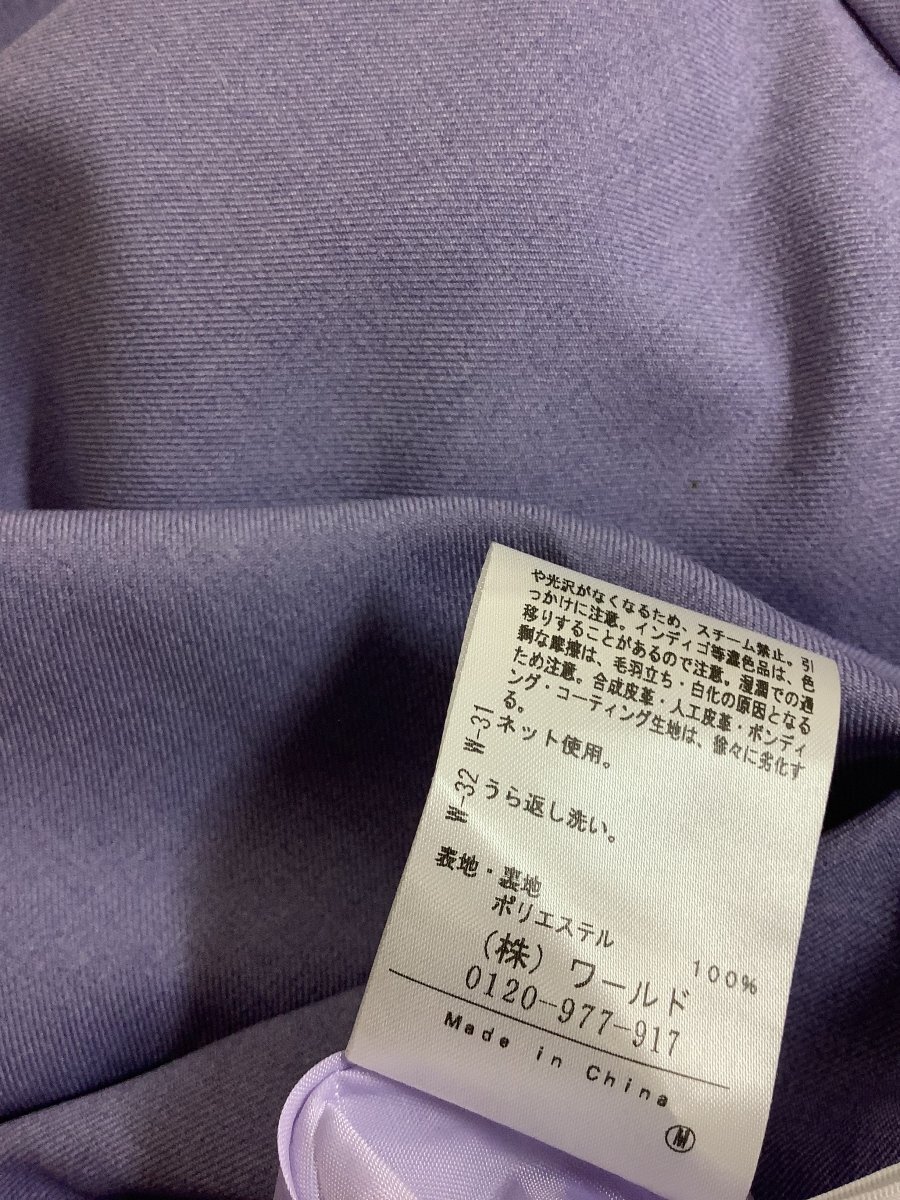 や光沢がなくなるため、スチーム禁止。引
っかけに注意。インディゴ等濃色品は、色
移りすることがあるので注意。湿潤での過
剰な摩擦は、毛羽立ち・白化の原因となる
ため注意。合成皮革・人工皮革・ボンディ
ング・コーティング生地は、徐々に劣化す
る。
W-31 ネット使用。
W-32 うら返し洗い。
表地・裏地
ポリエステル 100%
(株) ワールド
0120-977-917
Made in China
M